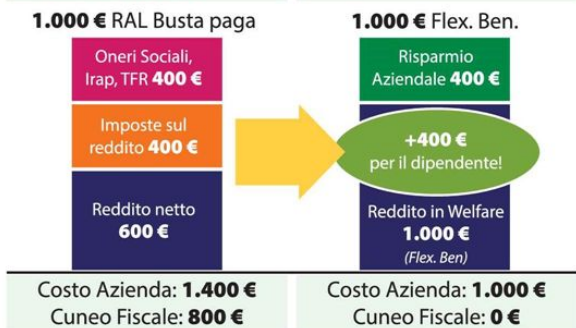 1.000 € RAL Busta paga
Oneri Sociali,
Irap, TFR 400 €
Imposte sul
reddito 400 €
Reddito netto
600 €
Costo Azienda: 1.400 €
Cuneo Fiscale: 800 €
1.000 € Flex. Ben.
Risparmio
Aziendale 400 €
+400 €
per il dipendente!
Reddito in Welfare
1.000 €
(Flex. Ben)
Costo Azienda: 1.000 €
Cuneo Fiscale: 0 €